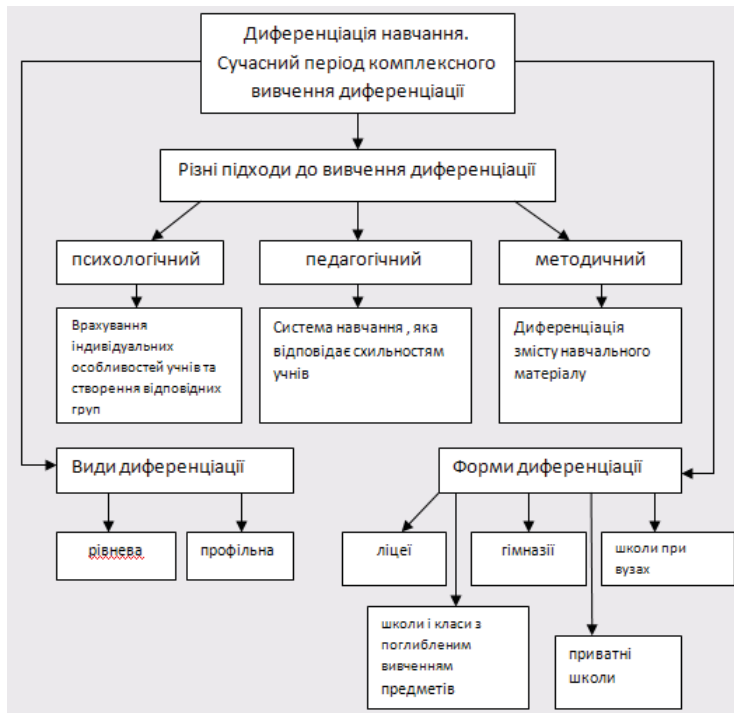 Диференціація навчання.
Сучасний період комплексного
вивчення диференціації
Різні підходи до вивчення диференціації
психологічний
педагогічний
методичний
Врахування
індивідуальних
особливостей учнів та
створення відповідних
груп
Система навчання , яка
відповідає схильностям
учнів
Диференціація
змісту навчального
матеріалу
Види диференціації
Форми диференціації
рівнева
профільна
ліцеї
гімназії
школи при
вузах
школи і класи з
поглибленим
вивченням
предметів
приватні
школи